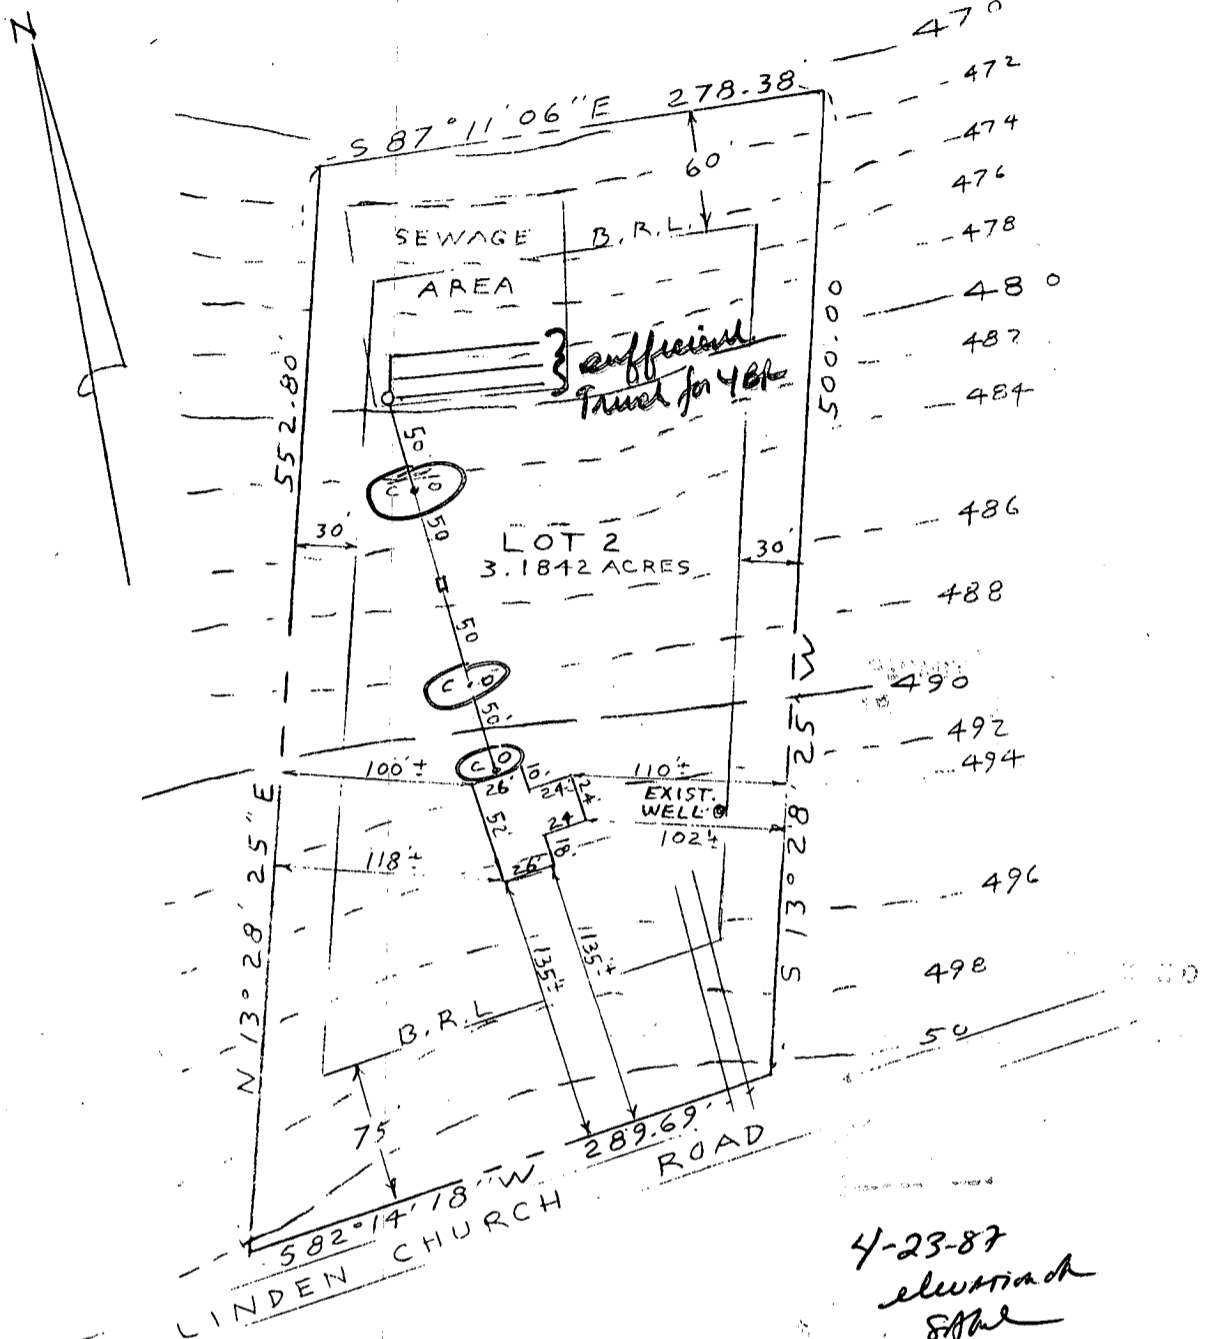 N
470
472
474
476
478
480
482
484
486
488
490
492
494
496
498
50
S 87° 11' 06" E 278.38
60'
SEWAGE
AREA
B.R.L.
sufficient
for 4 BR
552.80'
500.00
50
C O
50
LOT 2
3.1842 ACRES
30'
30'
50
C O
50'
C O
100'±
26'
10'
24'
24'
110'±
EXIST.
WELL
52'
24
18'
26'
102'±
118'±
135'±
135'±
N 13° 28' 25" E
S 13° 28' 25" W
B.R.L
75'
S 82° 14' 18" W 289.69'
LINDEN CHURCH ROAD
4-23-87
elevation ok